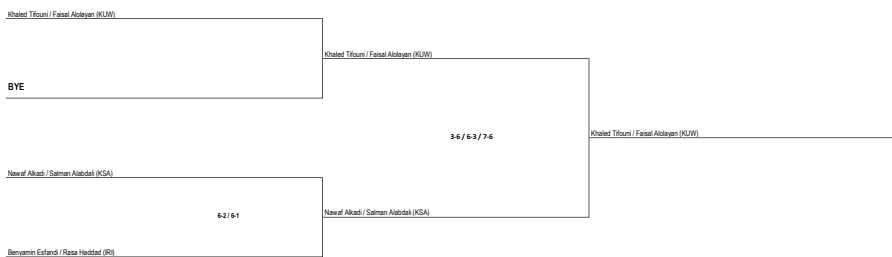 Khaled Tifouni / Faisal Alolayan (KUW)
Khaled Tifouni / Faisal Alolayan (KUW)
BYE
3-6 / 6-3 / 7-6
Khaled Tifouni / Faisal Alolayan (KUW)
Nawaf Alkadi / Salman Alabdali (KSA)
6-2 / 6-1
Nawaf Alkadi / Salman Alabdali (KSA)
Benyamin Esfandi / Rasa Haddad (IRI)